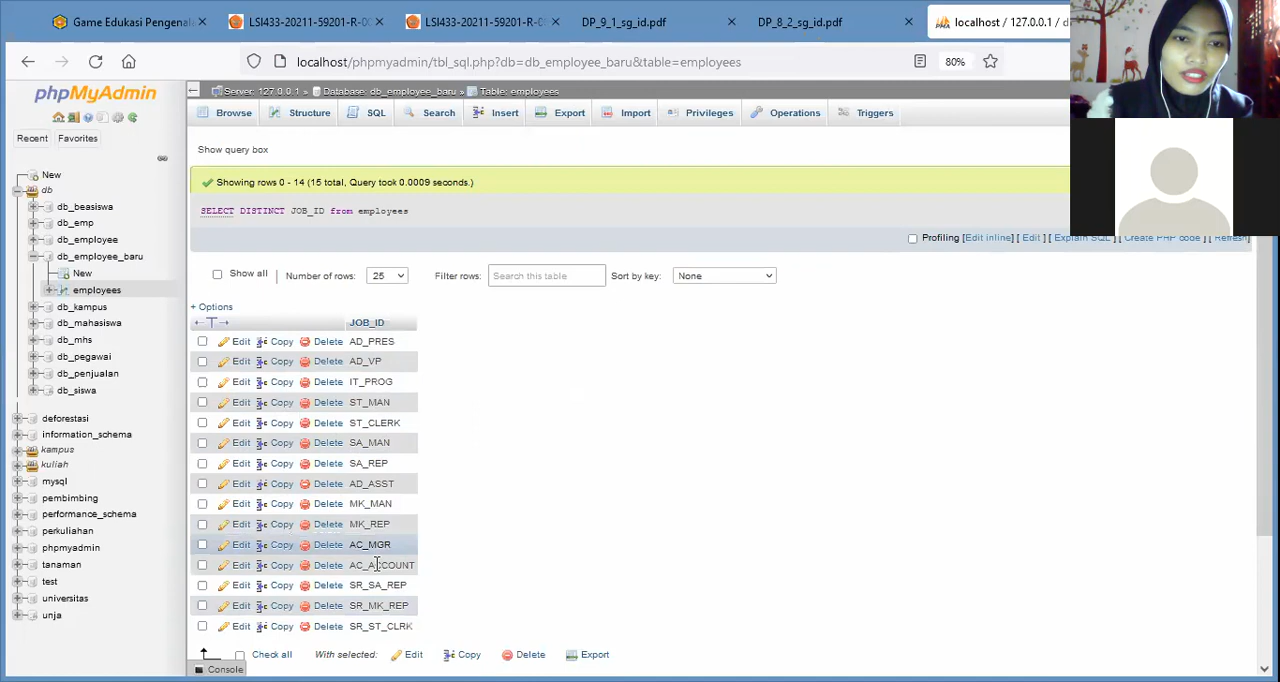 Game Edukasi Pengenal
LSI433-20211-59201-R-0
LSI433-20211-59201-R-0
DP_9_1_sg_id.pdf
DP_8_2_sg_id.pdf
localhost / 127.0.0.1 / d
localhost/phpmyadmin/tbl_sql.php?db=db_employee_baru&table=employees
80%
phpMyAdmin
Recent Favorites
New
db
db_beasiswa
db_emp
db_employee
db_employee_baru
New
employees
db_kampus
db_mahasiswa
db_mhs
db_pegawai
db_penjualan
db_siswa
deforestasi
information_schema
kampus
kuliah
mysql
pembimbing
performance_schema
perkuliahan
phpmyadmin
tanaman
test
universitas
unja
Server: 127.0.0.1 » Database: db_employee_baru » Table: employees
Browse Structure SQL Search Insert Export Import Privileges Operations Triggers
Show query box
Showing rows 0 - 14 (15 total, Query took 0.0009 seconds.)
SELECT DISTINCT JOB_ID from employees
Profiling [Edit inline] [ Edit ] [ Explain SQL ] [ Create PHP code ] [ Refresh]
Show all Number of rows: 25 Filter rows: Search this table Sort by key: None
+ Options
←T→ JOB_ID
Edit Copy Delete AD_PRES
Edit Copy Delete AD_VP
Edit Copy Delete IT_PROG
Edit Copy Delete ST_MAN
Edit Copy Delete ST_CLERK
Edit Copy Delete SA_MAN
Edit Copy Delete SA_REP
Edit Copy Delete AD_ASST
Edit Copy Delete MK_MAN
Edit Copy Delete MK_REP
Edit Copy Delete AC_MGR
Edit Copy Delete AC_ACCOUNT
Edit Copy Delete SR_SA_REP
Edit Copy Delete SR_MK_REP
Edit Copy Delete SR_ST_CLRK
Check all With selected: Edit Copy Delete Export
Console